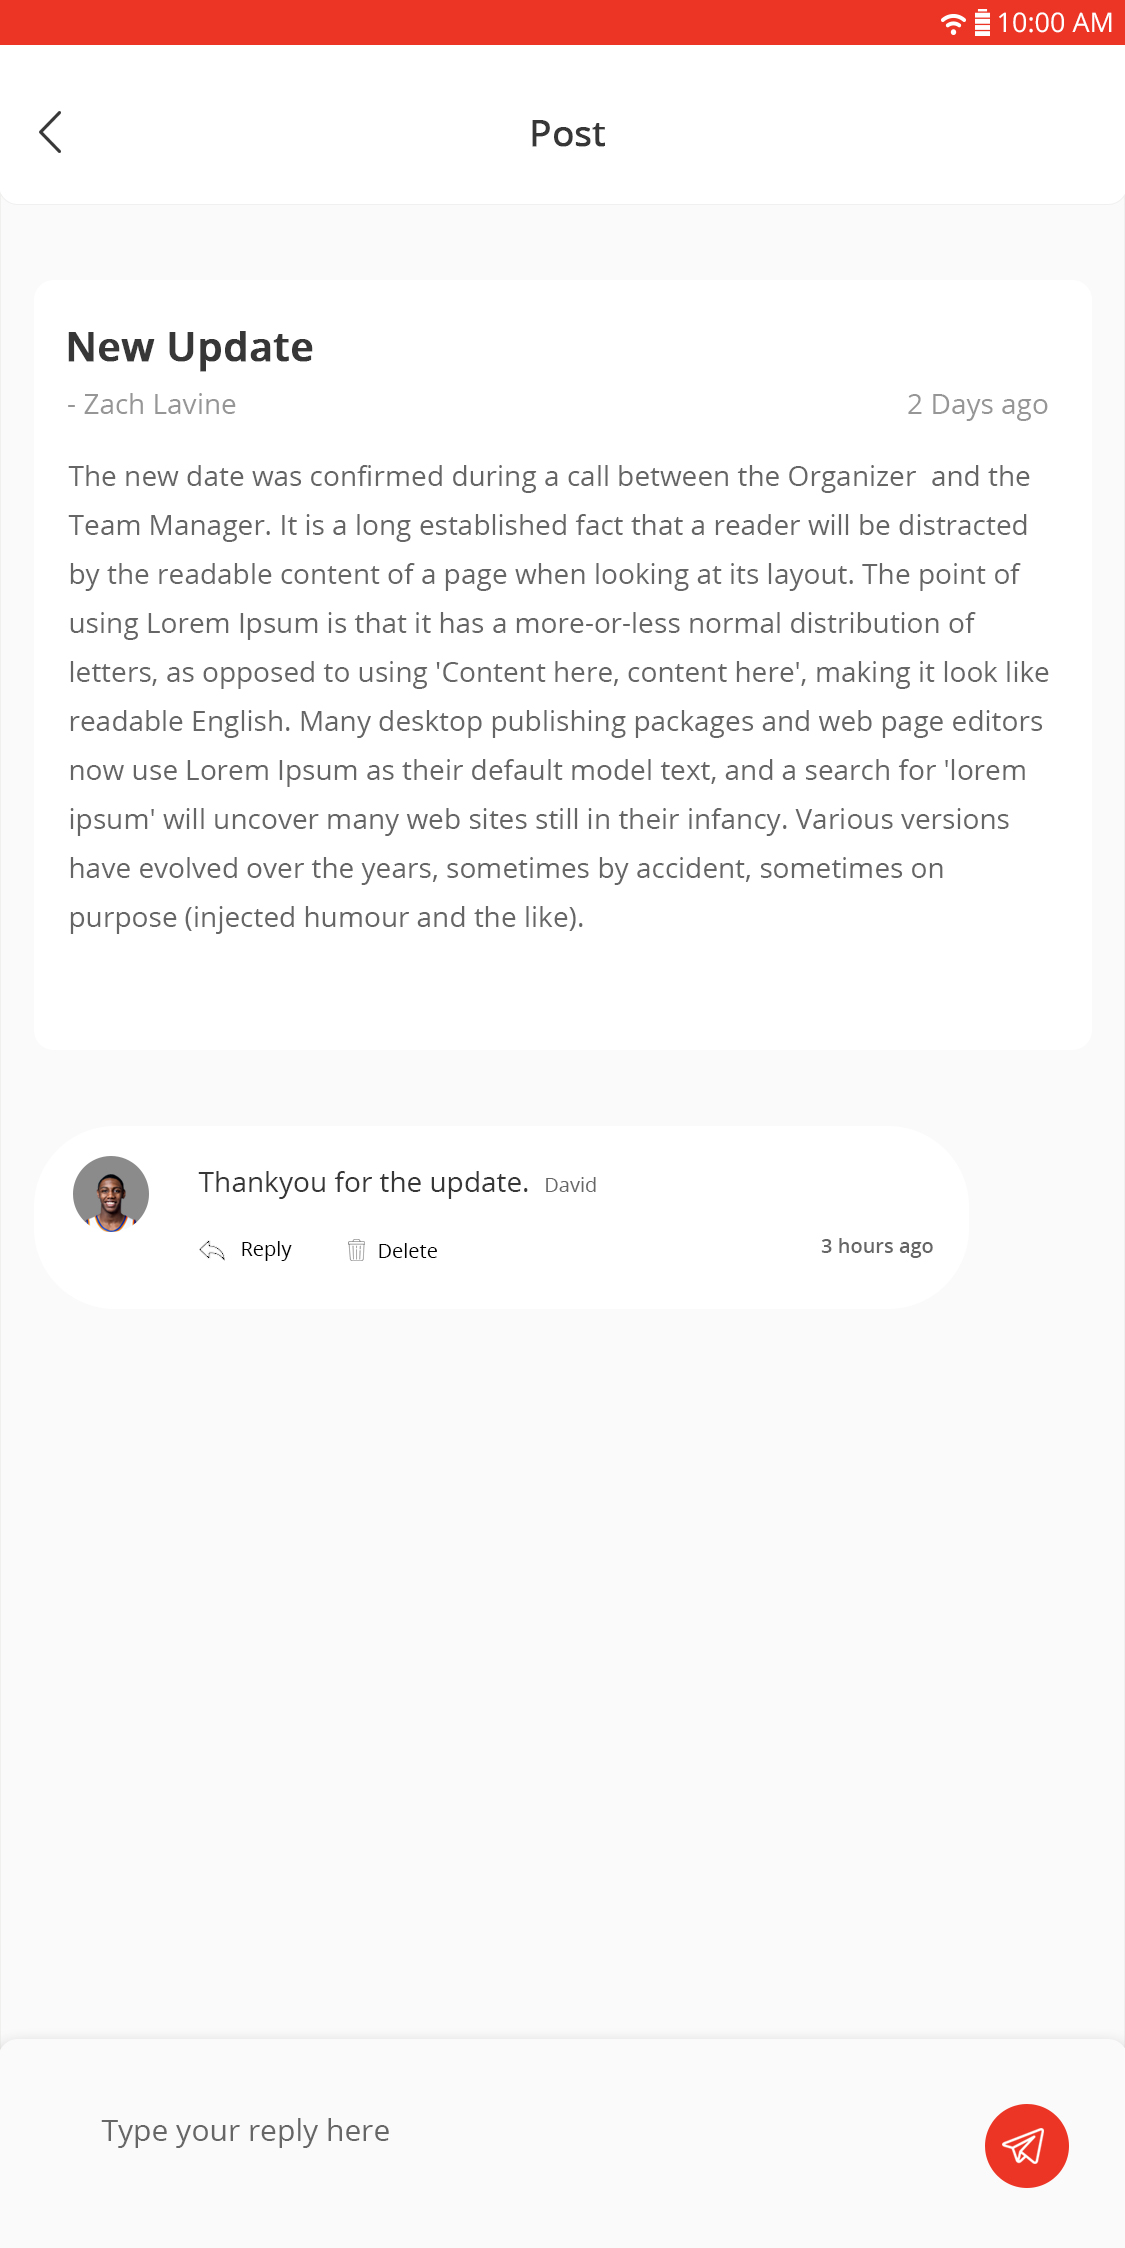 10:00 AM
Post
New Update
- Zach Lavine 2 Days ago
The new date was confirmed during a call between the Organizer  and the
Team Manager. It is a long established fact that a reader will be distracted
by the readable content of a page when looking at its layout. The point of
using Lorem Ipsum is that it has a more-or-less normal distribution of
letters, as opposed to using 'Content here, content here', making it look like
readable English. Many desktop publishing packages and web page editors
now use Lorem Ipsum as their default model text, and a search for 'lorem
ipsum' will uncover many web sites still in their infancy. Various versions
have evolved over the years, sometimes by accident, sometimes on
purpose (injected humour and the like).
Thankyou for the update. David
Reply Delete 3 hours ago
Type your reply here